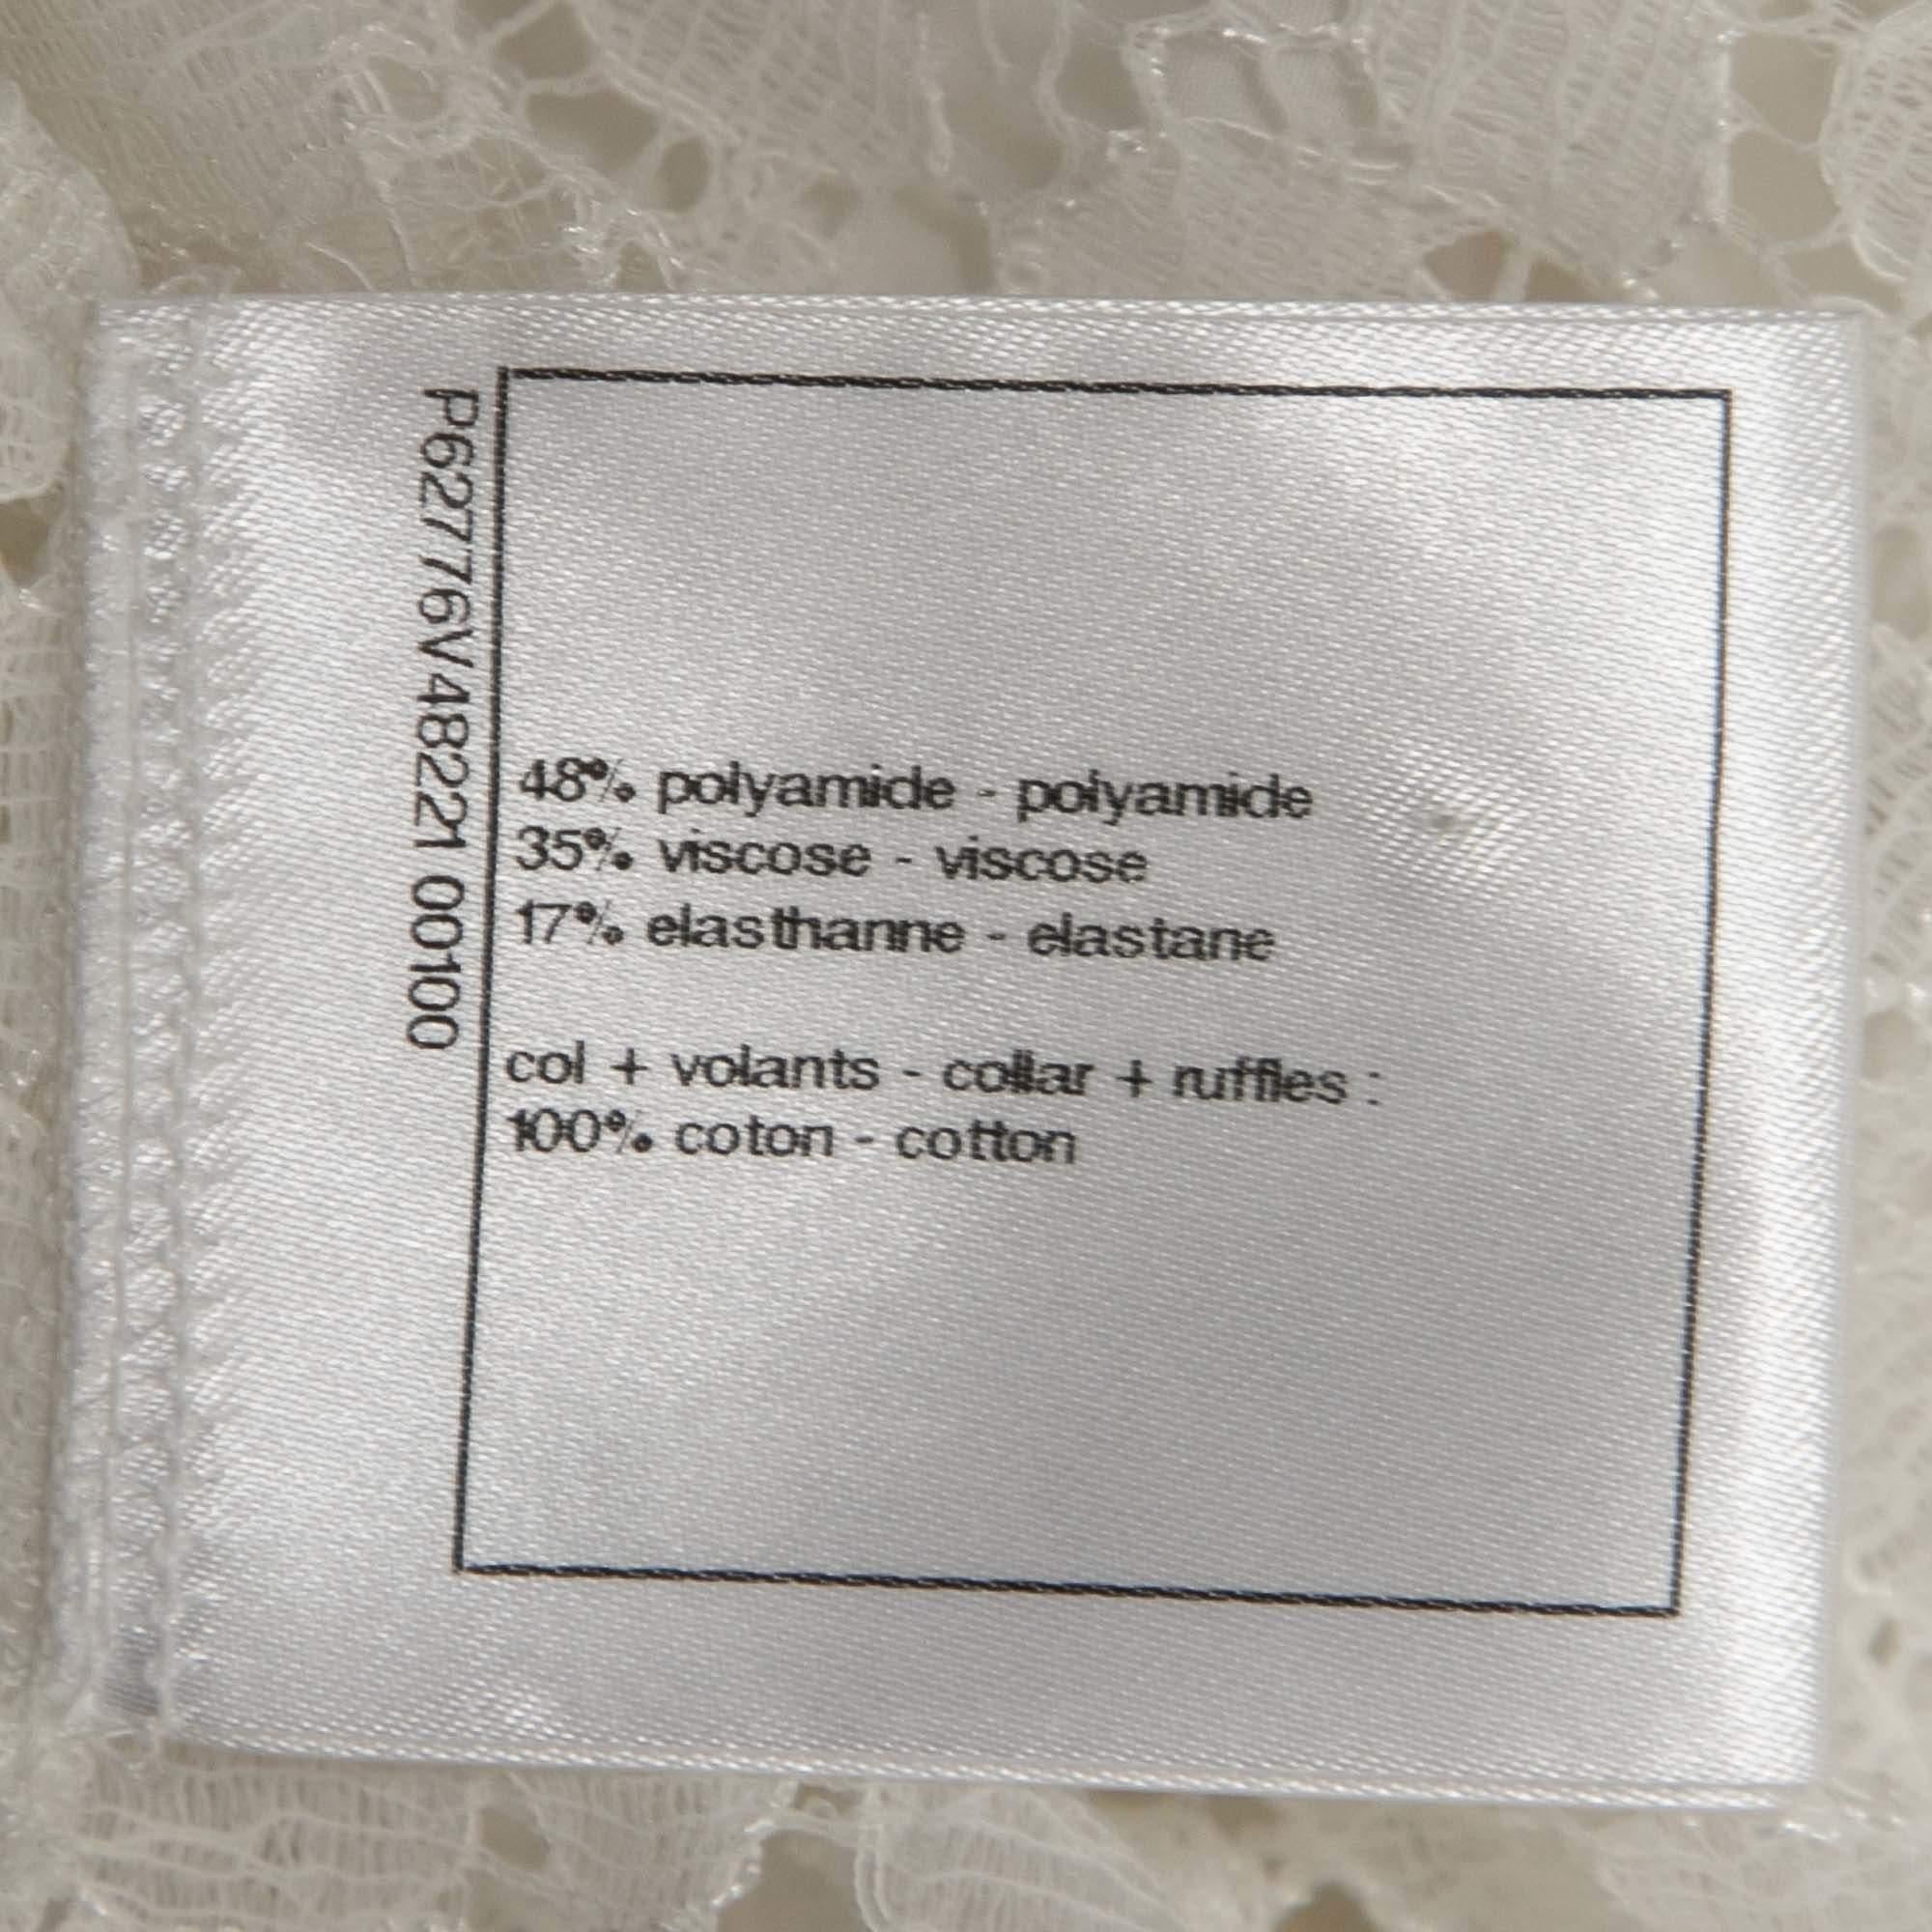 P62776V48221 00100
48% polyamide - polyamide
35% viscose - viscose
17% elasthanne - elastane
col + volants - collar + ruffles :
100% coton - cotton